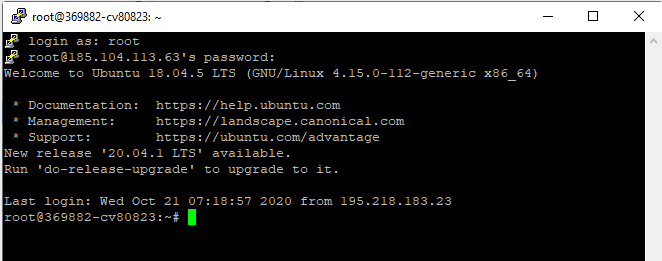 root@369882-cv80823: ~
login as: root
root@185.104.113.63's password:
Welcome to Ubuntu 18.04.5 LTS (GNU/Linux 4.15.0-112-generic x86_64)
* Documentation:  https://help.ubuntu.com
* Management:     https://landscape.canonical.com
* Support:        https://ubuntu.com/advantage
New release '20.04.1 LTS' available.
Run 'do-release-upgrade' to upgrade to it.
Last login: Wed Oct 21 07:18:57 2020 from 195.218.183.23
root@369882-cv80823:~#